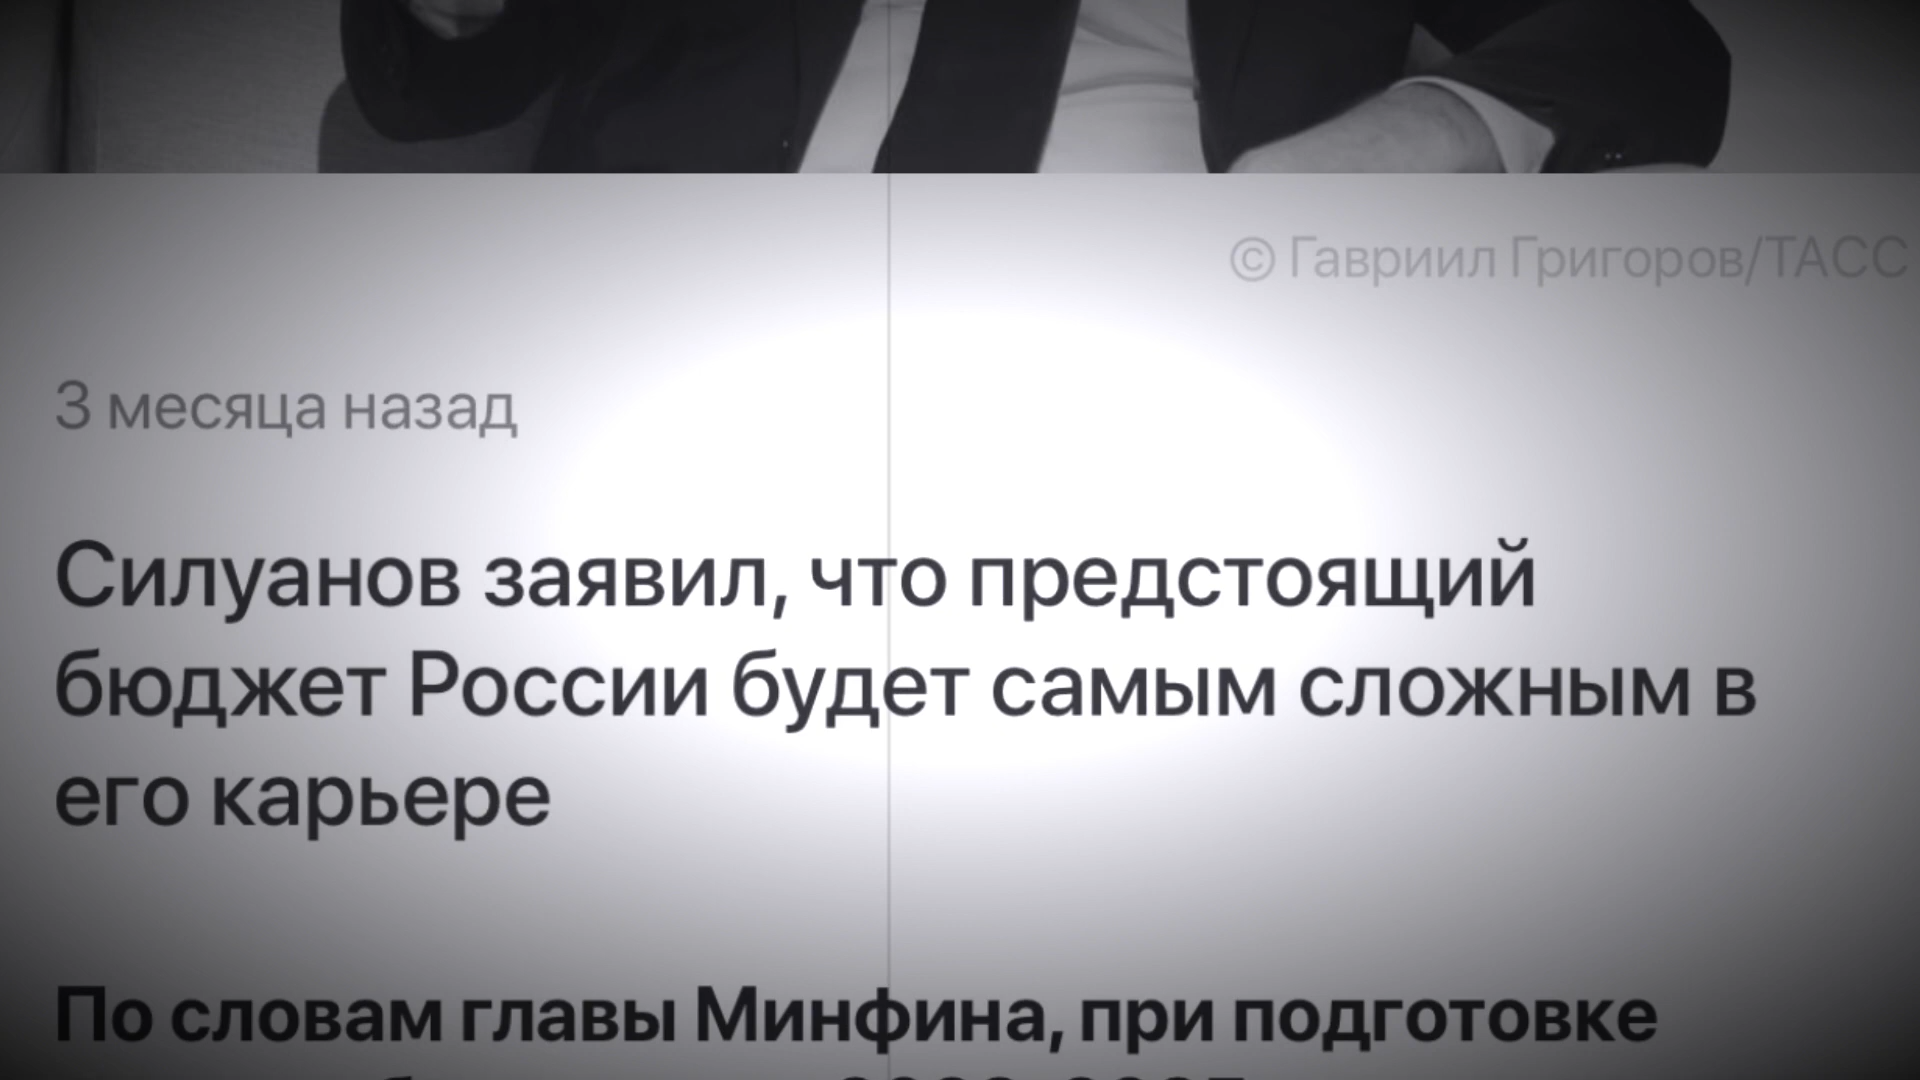 © Гавриил Григоров/ТАСС
3 месяца назад
Силуанов заявил, что предстоящий
бюджет России будет самым сложным в
его карьере
По словам главы Минфина, при подготовке